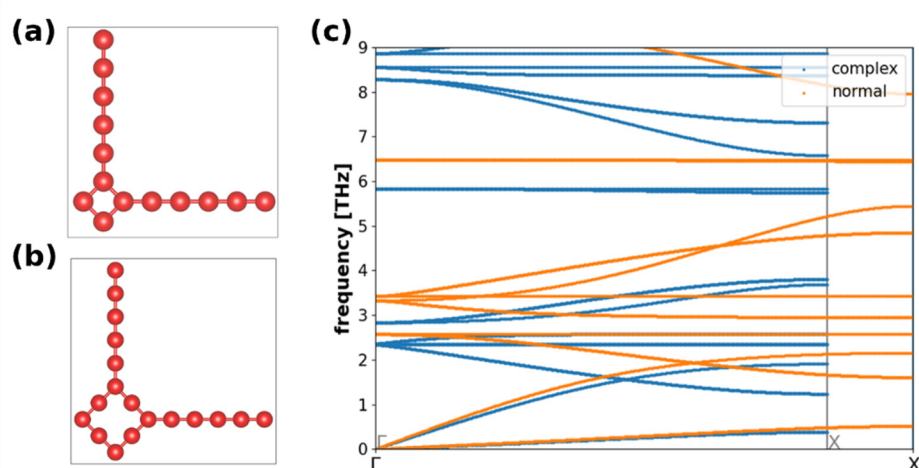 (a)
(b)
(c)
frequency [THz]
9
8
7
6
5
4
3
2
1
0
complex
normal
Γ
X
Γ
X